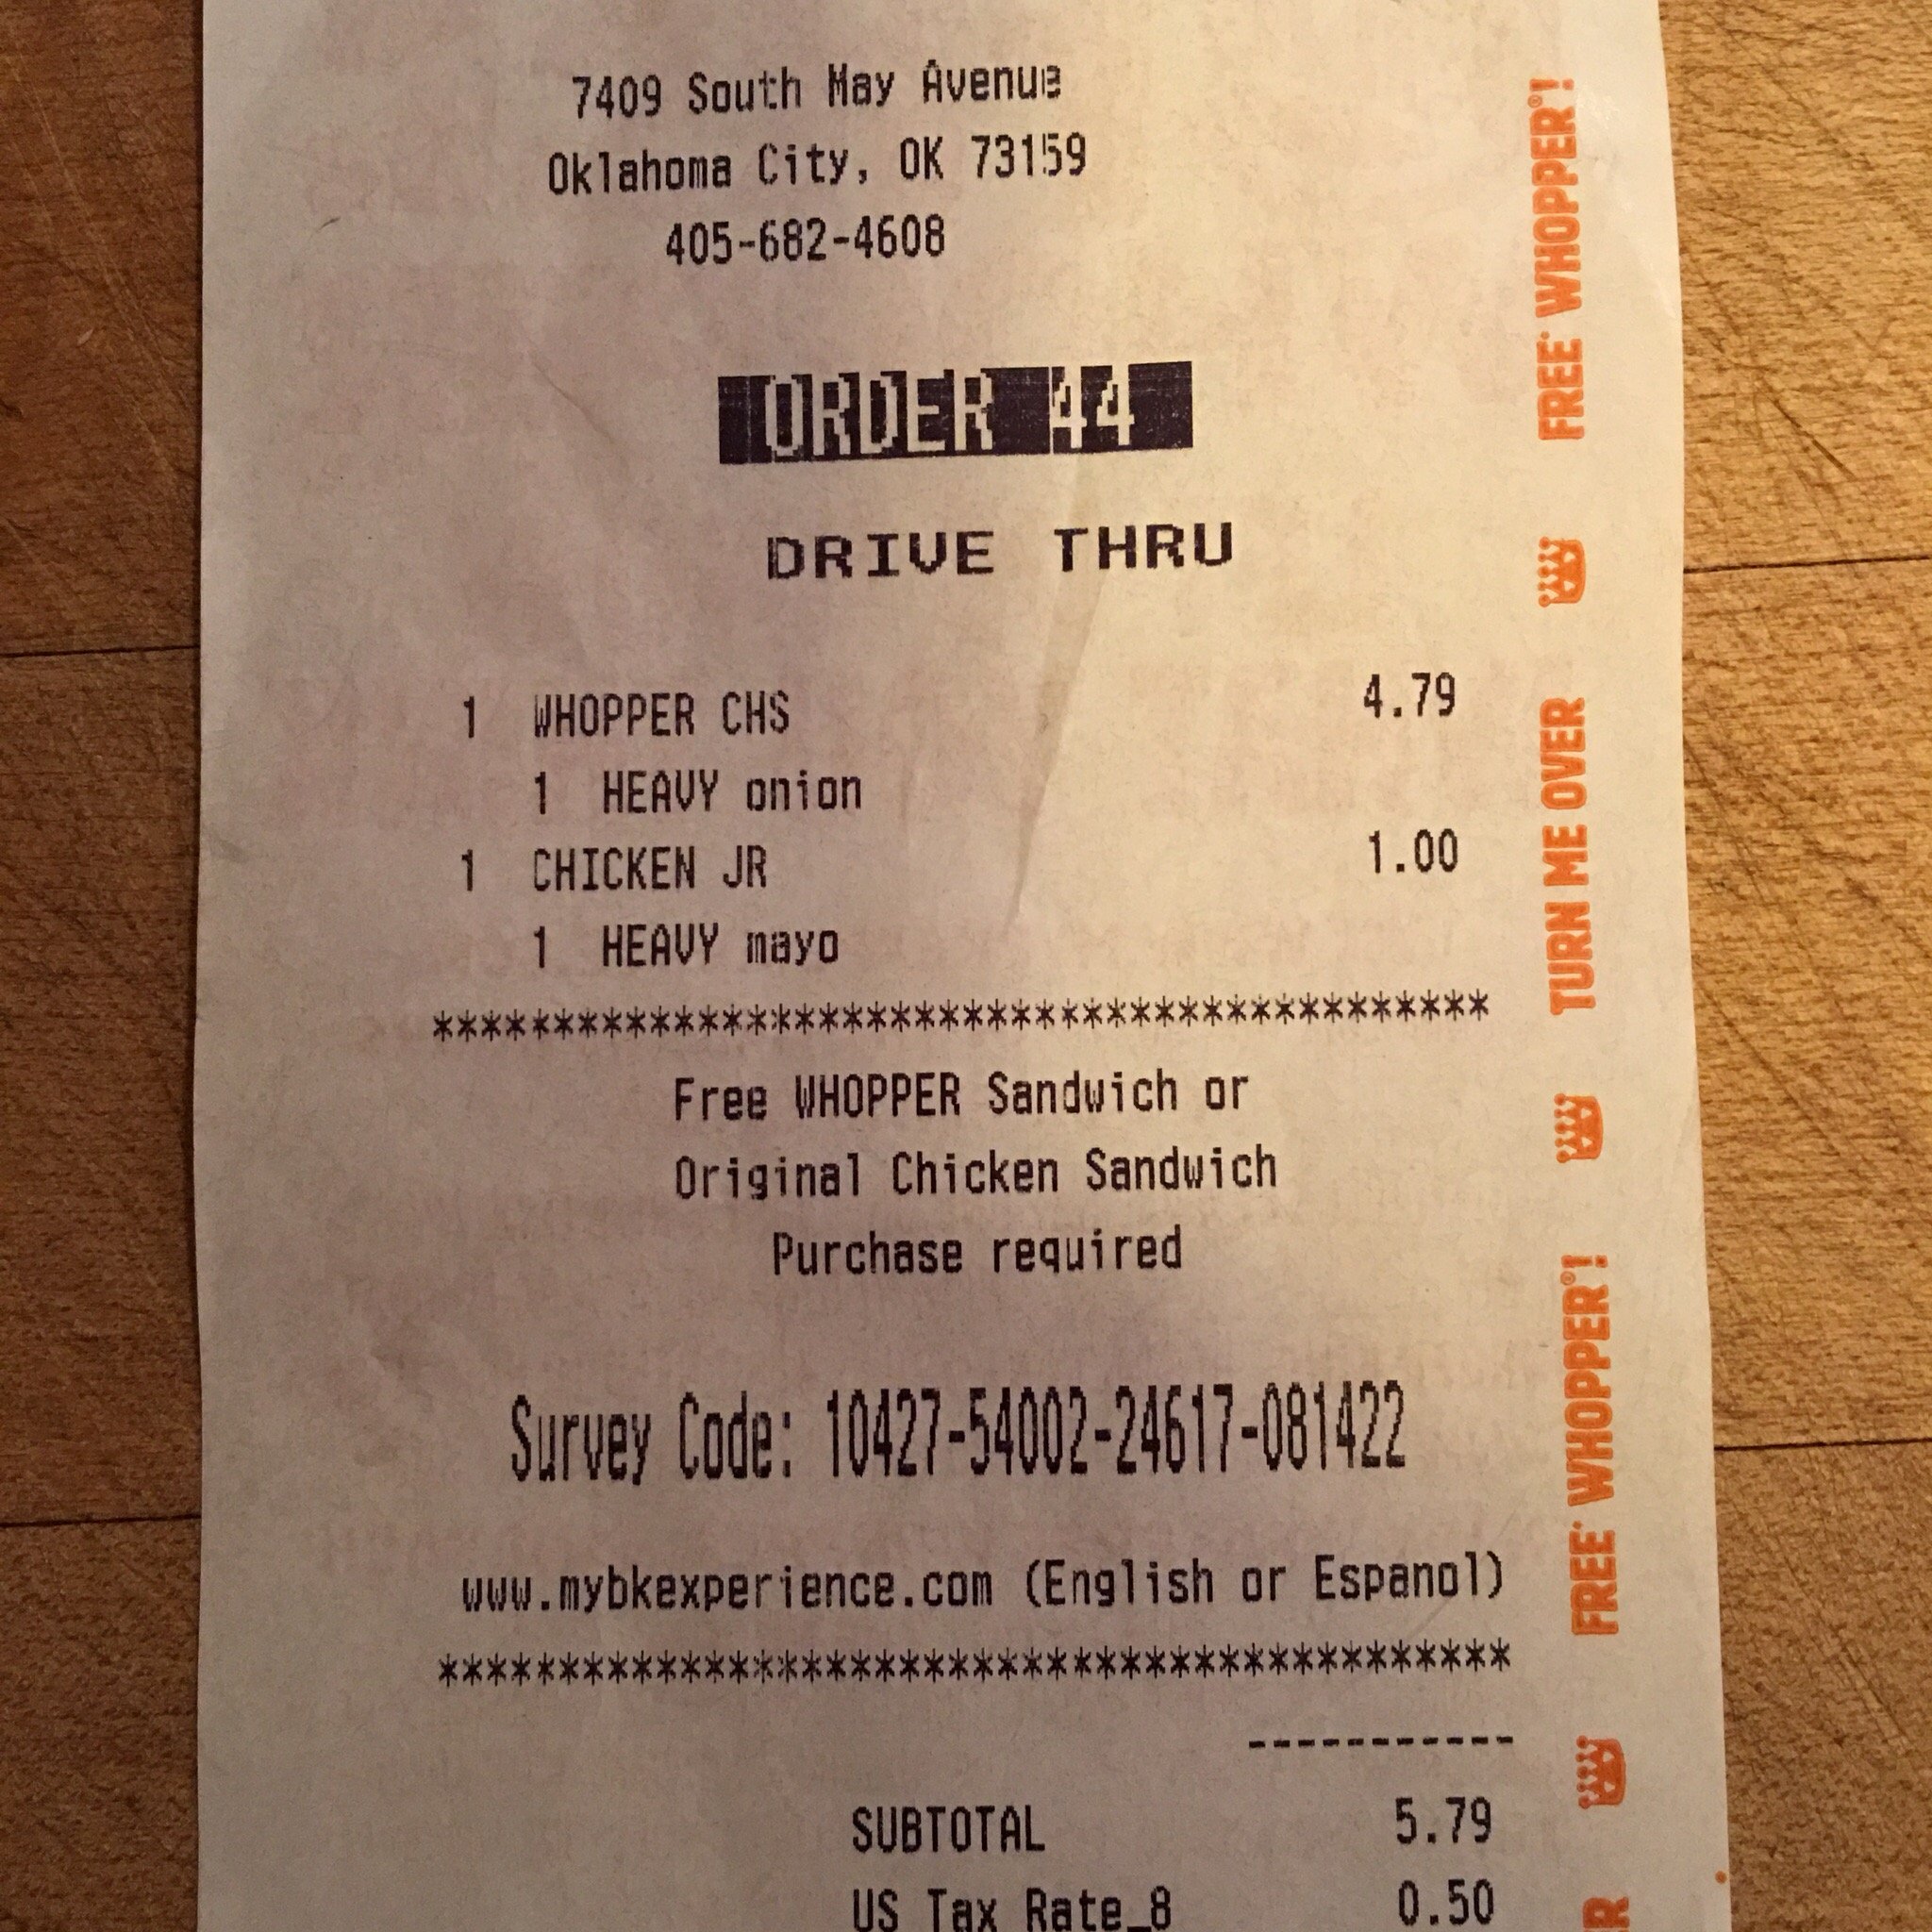 7409 South May Avenue
Oklahoma City, OK 73159
405-682-4608
ORDER 44
DRIVE THRU
1 WHOPPER CHS 4.79
1 HEAVY onion
1 CHICKEN JR 1.00
1 HEAVY mayo
********************************************
Free WHOPPER Sandwich or
Original Chicken Sandwich
Purchase required
Survey Code: 10427-54002-24617-081422
www.mybkexperience.com (English or Espanol)
********************************************
-----------
SUBTOTAL 5.79
US Tax Rate_8 0.50
FREE* WHOPPER®!
TURN ME OVER
FREE* WHOPPER®!